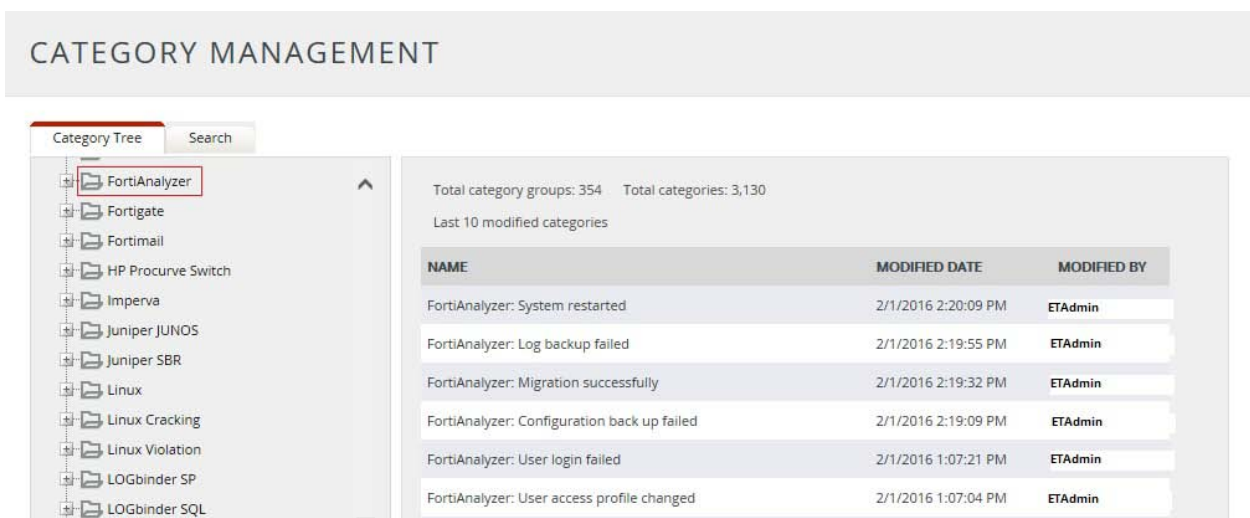 CATEGORY MANAGEMENT
Category Tree Search
FortiAnalyzer
Fortigate
Fortimail
HP Procurve Switch
Imperva
Juniper JUNOS
Juniper SBR
Linux
Linux Cracking
Linux Violation
LOGbinder SP
LOGbinder SQL
Total category groups: 354 Total categories: 3,130
Last 10 modified categories
NAME MODIFIED DATE MODIFIED BY
FortiAnalyzer: System restarted 2/1/2016 2:20:09 PM ETAdmin
FortiAnalyzer: Log backup failed 2/1/2016 2:19:55 PM ETAdmin
FortiAnalyzer: Migration successfully 2/1/2016 2:19:32 PM ETAdmin
FortiAnalyzer: Configuration back up failed 2/1/2016 2:19:09 PM ETAdmin
FortiAnalyzer: User login failed 2/1/2016 1:07:21 PM ETAdmin
FortiAnalyzer: User access profile changed 2/1/2016 1:07:04 PM ETAdmin